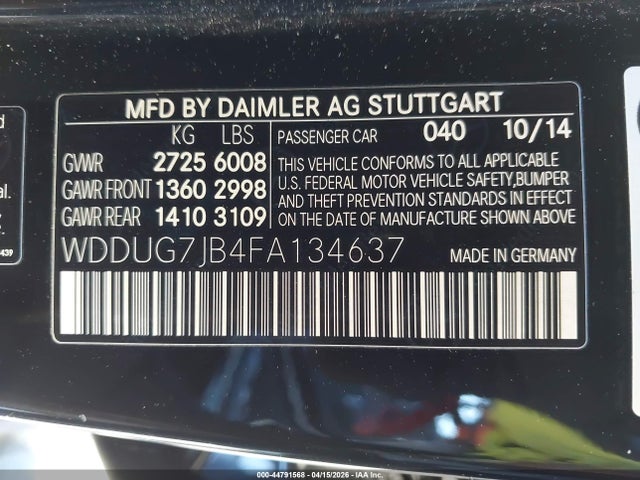 MFD BY DAIMLER AG STUTTGART
KG LBS
GVWR 2725 6008
GAWR FRONT 1360 2998
GAWR REAR 1410 3109
PASSENGER CAR 040 10/14
THIS VEHICLE CONFORMS TO ALL APPLICABLE
U.S. FEDERAL MOTOR VEHICLE SAFETY,BUMPER
AND THEFT PREVENTION STANDARDS IN EFFECT
ON THE DATE OF MANUFACTURE SHOWN ABOVE
WDDUG7JB4FA134637
MADE IN GERMANY
000-44791568 - 04/15/2026 - IAA Inc.